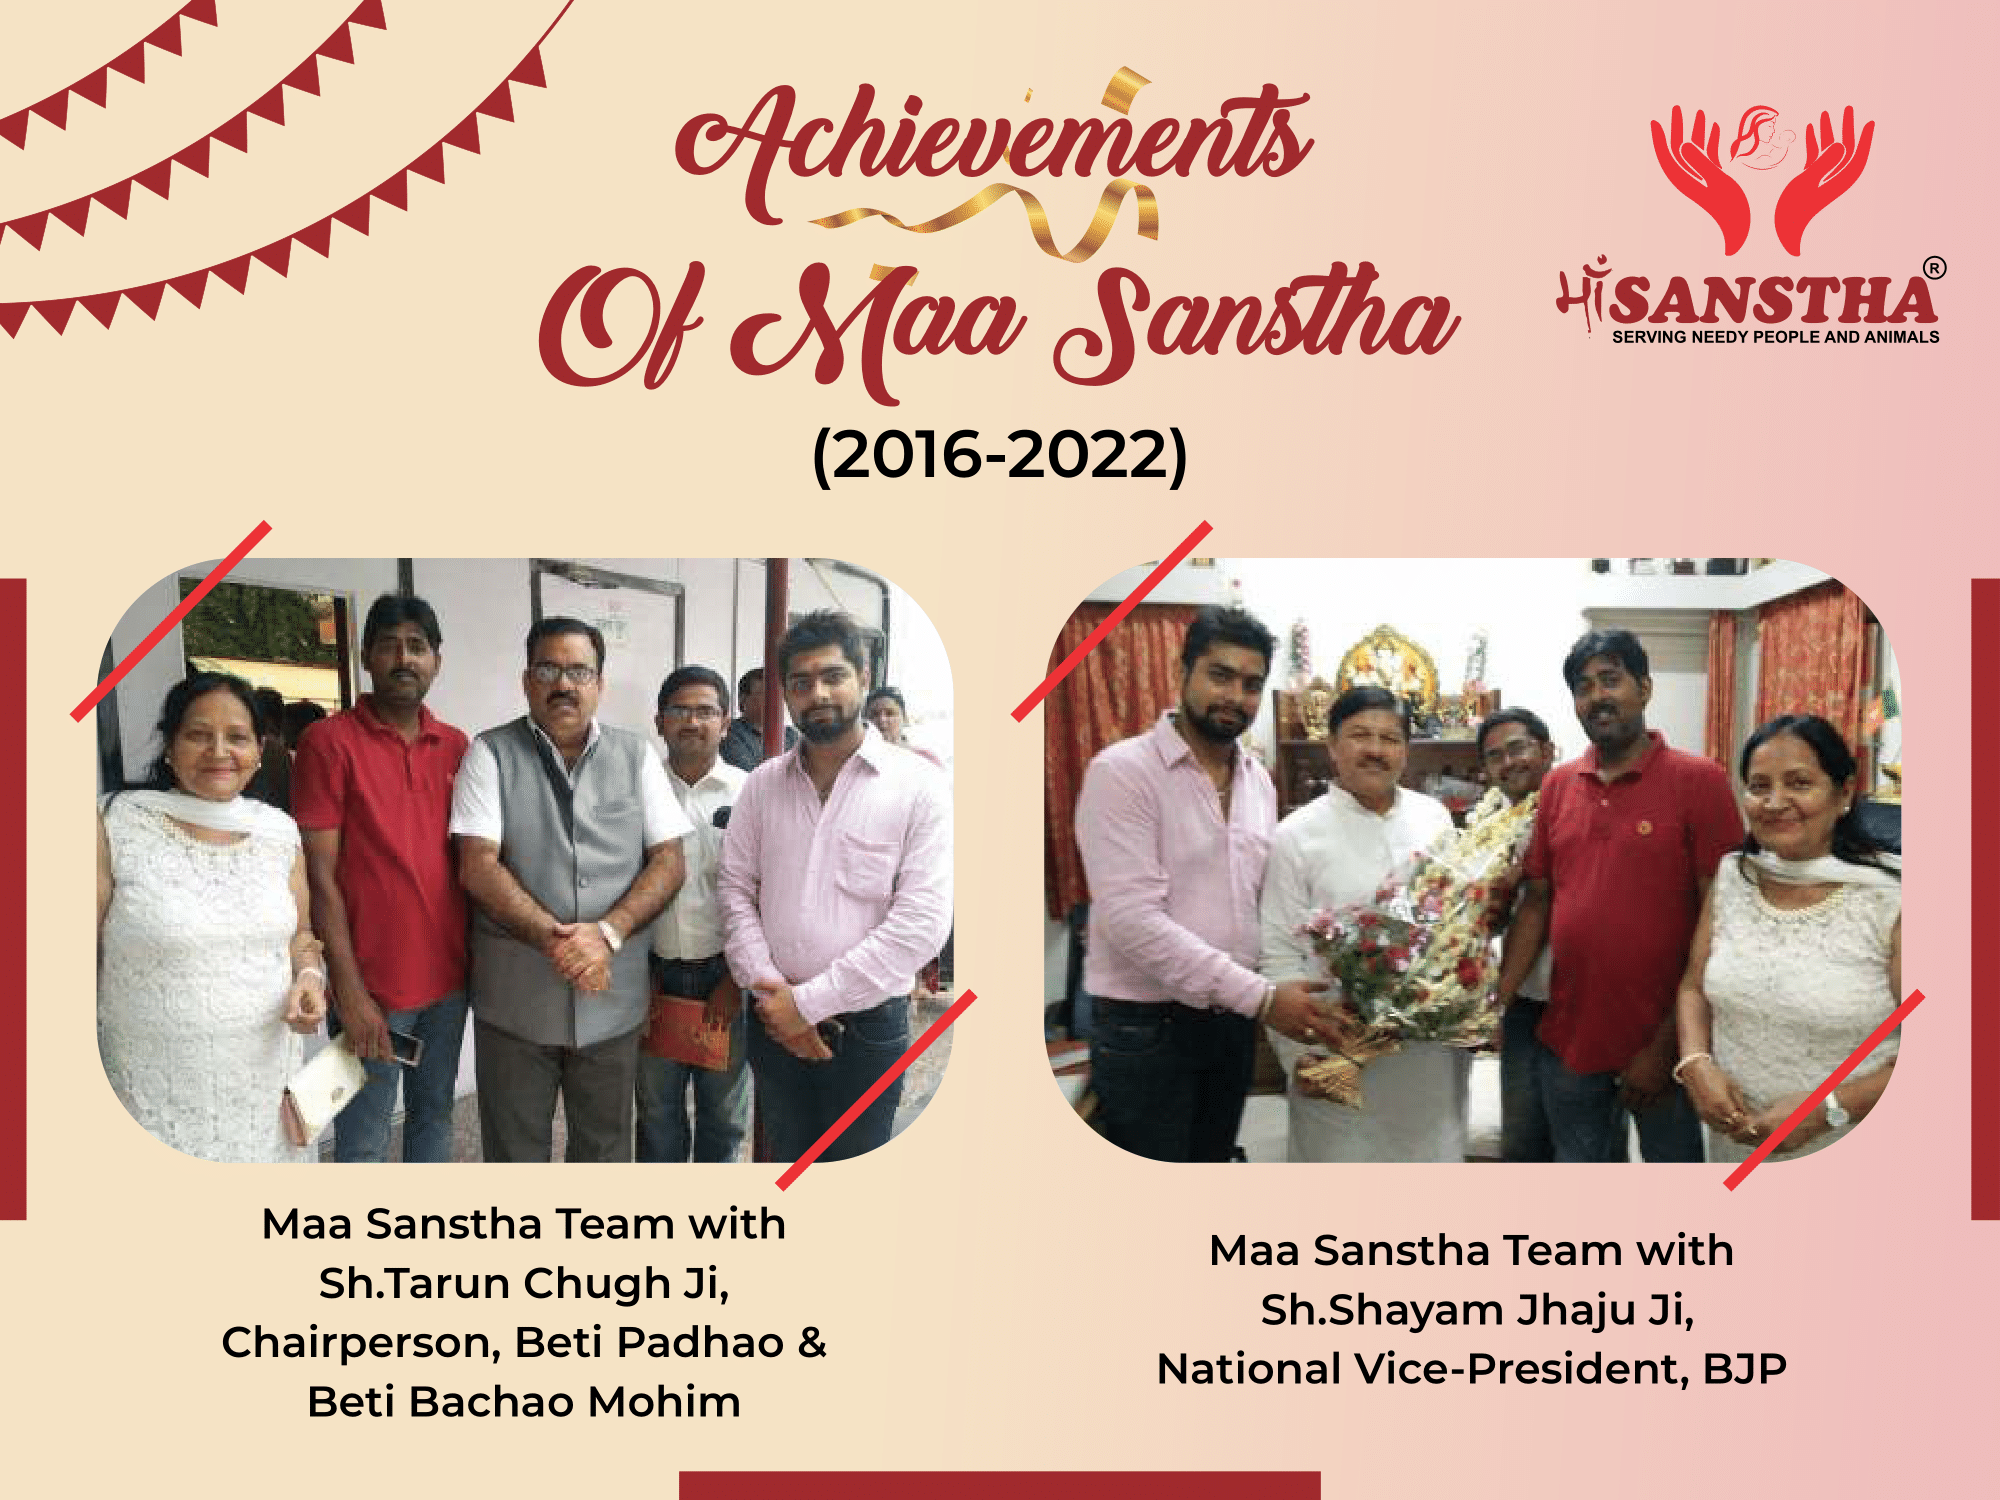 Achievements
Of Maa Sanstha
(2016-2022)
माँSANSTHA®
SERVING NEEDY PEOPLE AND ANIMALS
Maa Sanstha Team with
Sh.Tarun Chugh Ji,
Chairperson, Beti Padhao &
Beti Bachao Mohim
Maa Sanstha Team with
Sh.Shayam Jhaju Ji,
National Vice-President, BJP